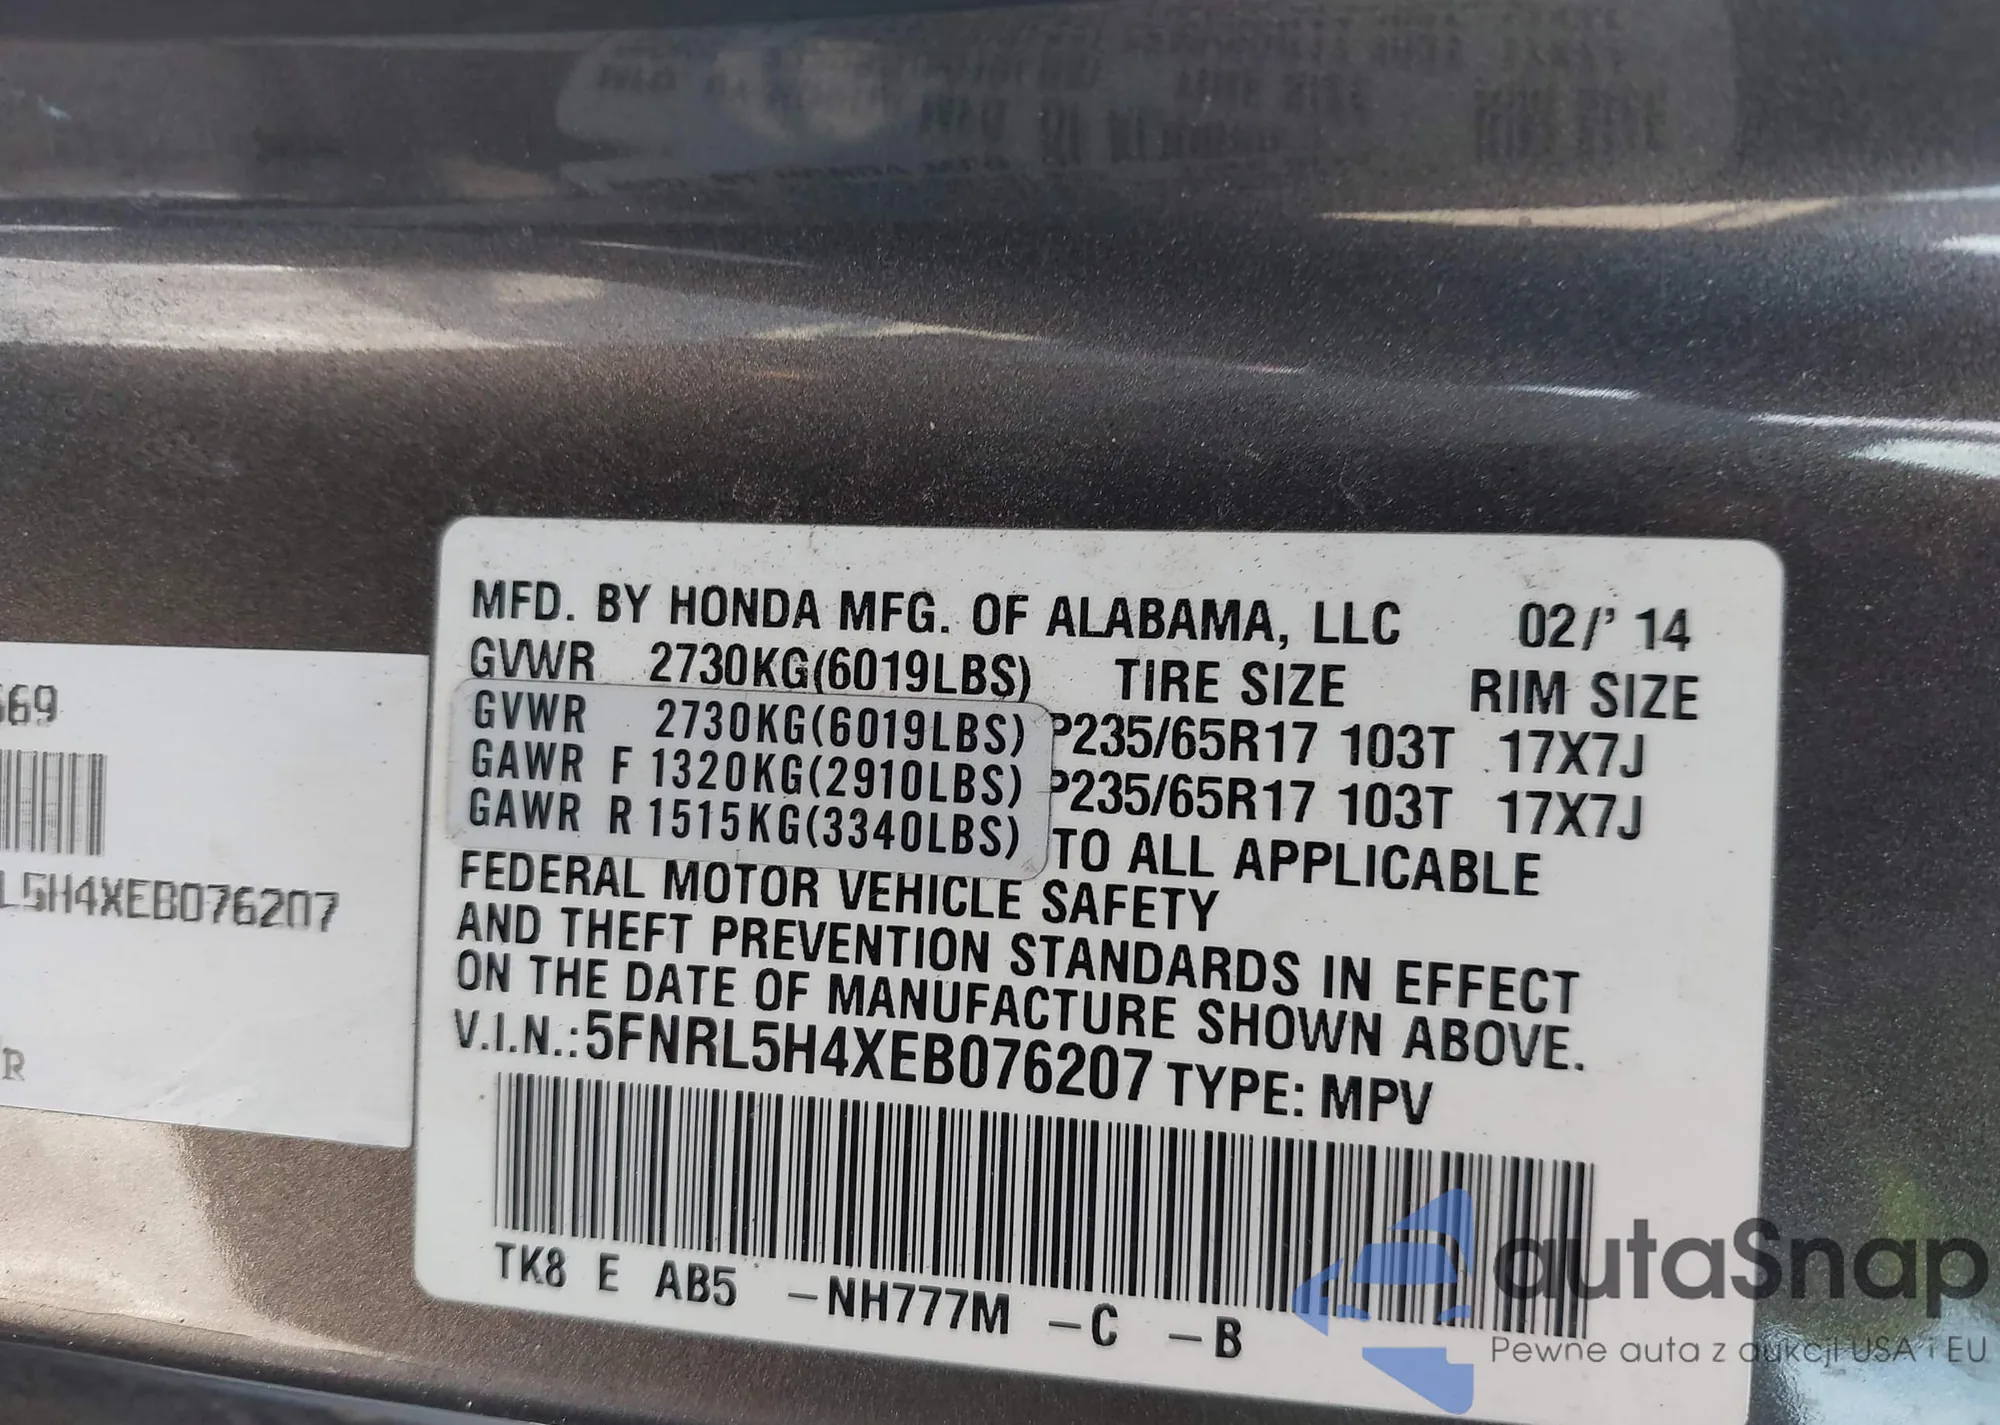 MFD. BY HONDA MFG. OF ALABAMA, LLC 02/' 14
GVWR 2730KG(6019LBS) TIRE SIZE RIM SIZE
GVWR 2730KG(6019LBS) P235/65R17 103T 17X7J
GAWR F 1320KG(2910LBS) P235/65R17 103T 17X7J
GAWR R 1515KG(3340LBS) TO ALL APPLICABLE
FEDERAL MOTOR VEHICLE SAFETY
AND THEFT PREVENTION STANDARDS IN EFFECT
ON THE DATE OF MANUFACTURE SHOWN ABOVE.
V.I.N.:5FNRL5H4XEB076207 TYPE: MPV
TK8 E AB5 -NH777M -C -B
69
L5H4XEB076207
R
autaSnap
Pewne auta z aukcji USA i EU